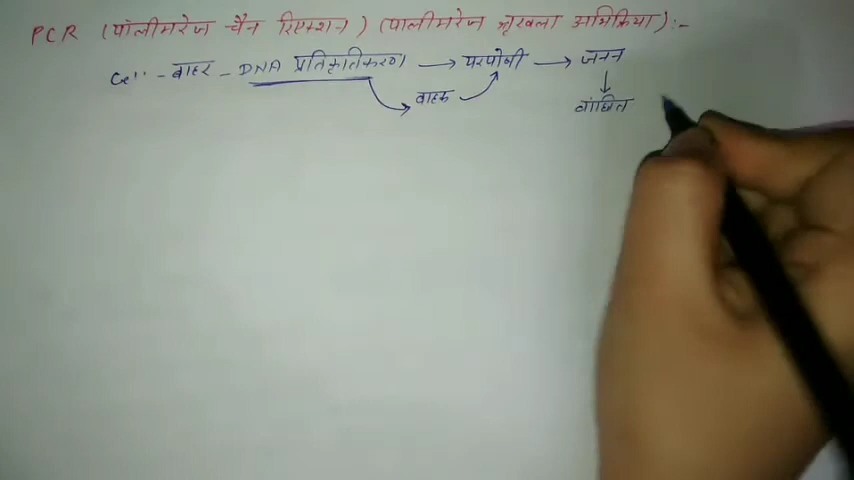 PCR (पॉलीमरेज चैन रिएक्शन) (पालीमरेज श्रृंखला अभिक्रिया):-
Cell - बाहर - DNA प्रतिकृतिकरण → परपोषी → जनन
वाहक
वांछित